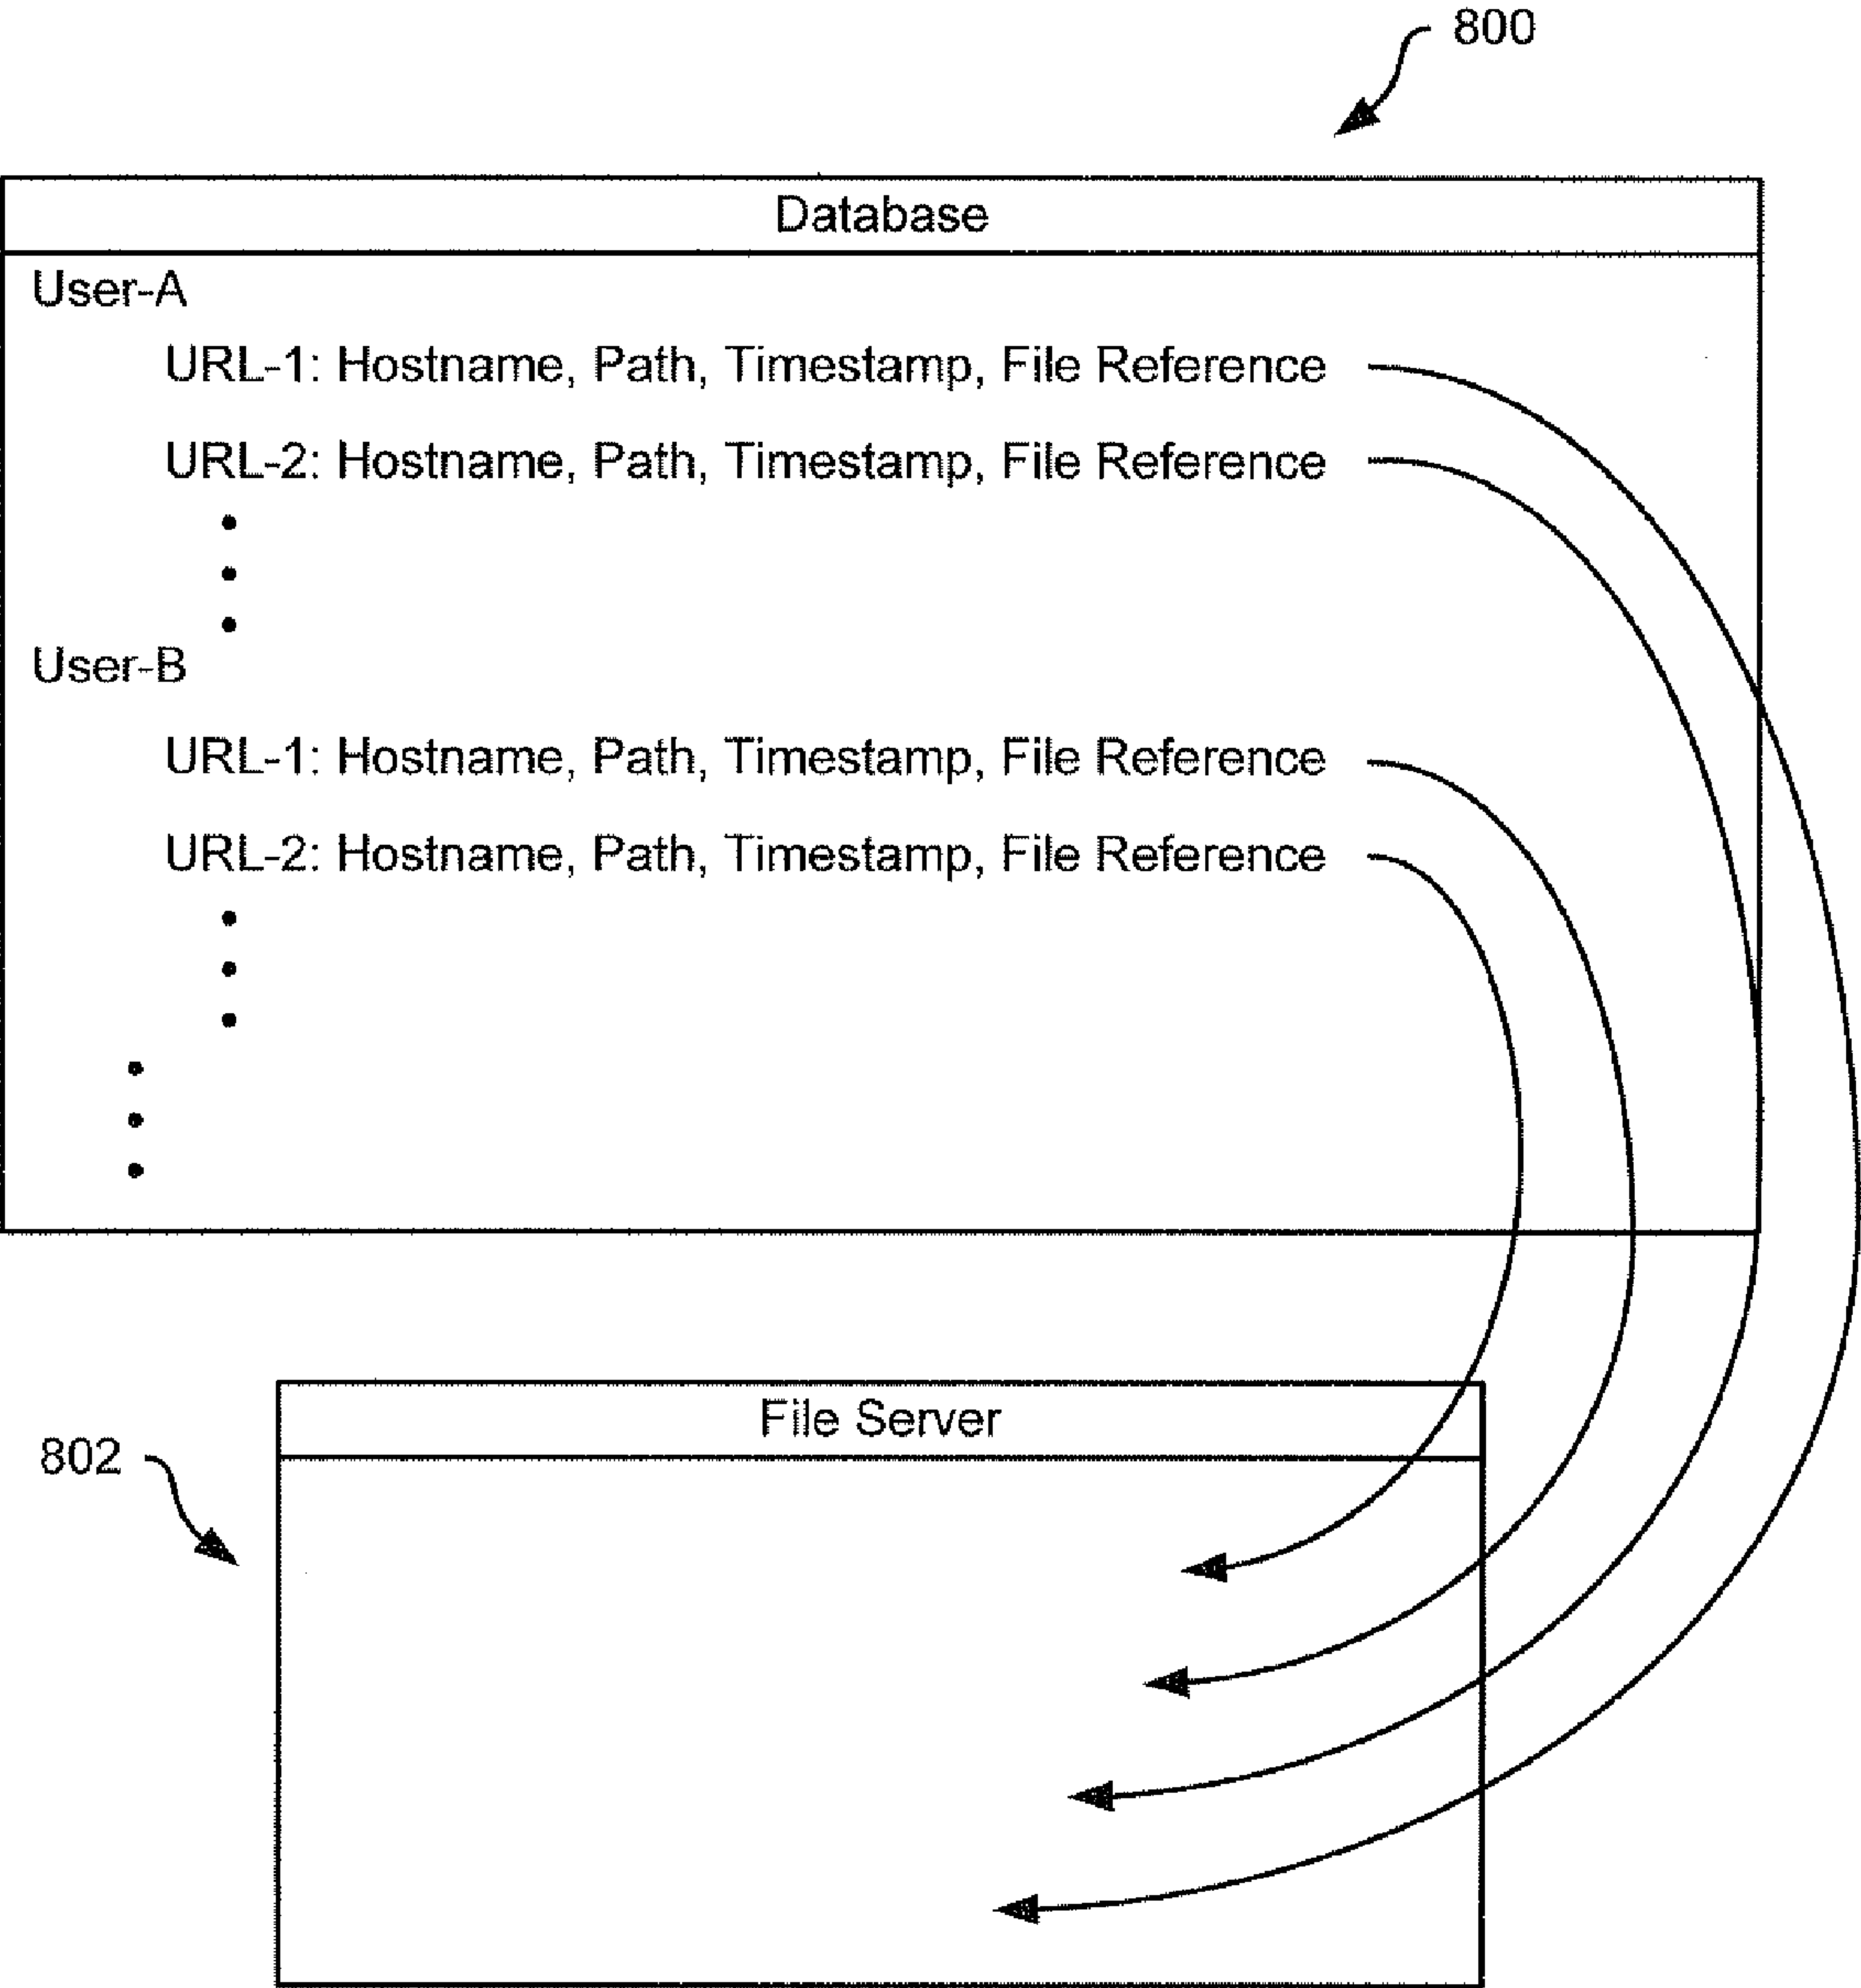 800
Database
User-A
URL-1: Hostname, Path, Timestamp, File Reference
URL-2: Hostname, Path, Timestamp, File Reference
User-B
URL-1: Hostname, Path, Timestamp, File Reference
URL-2: Hostname, Path, Timestamp, File Reference
File Server
802